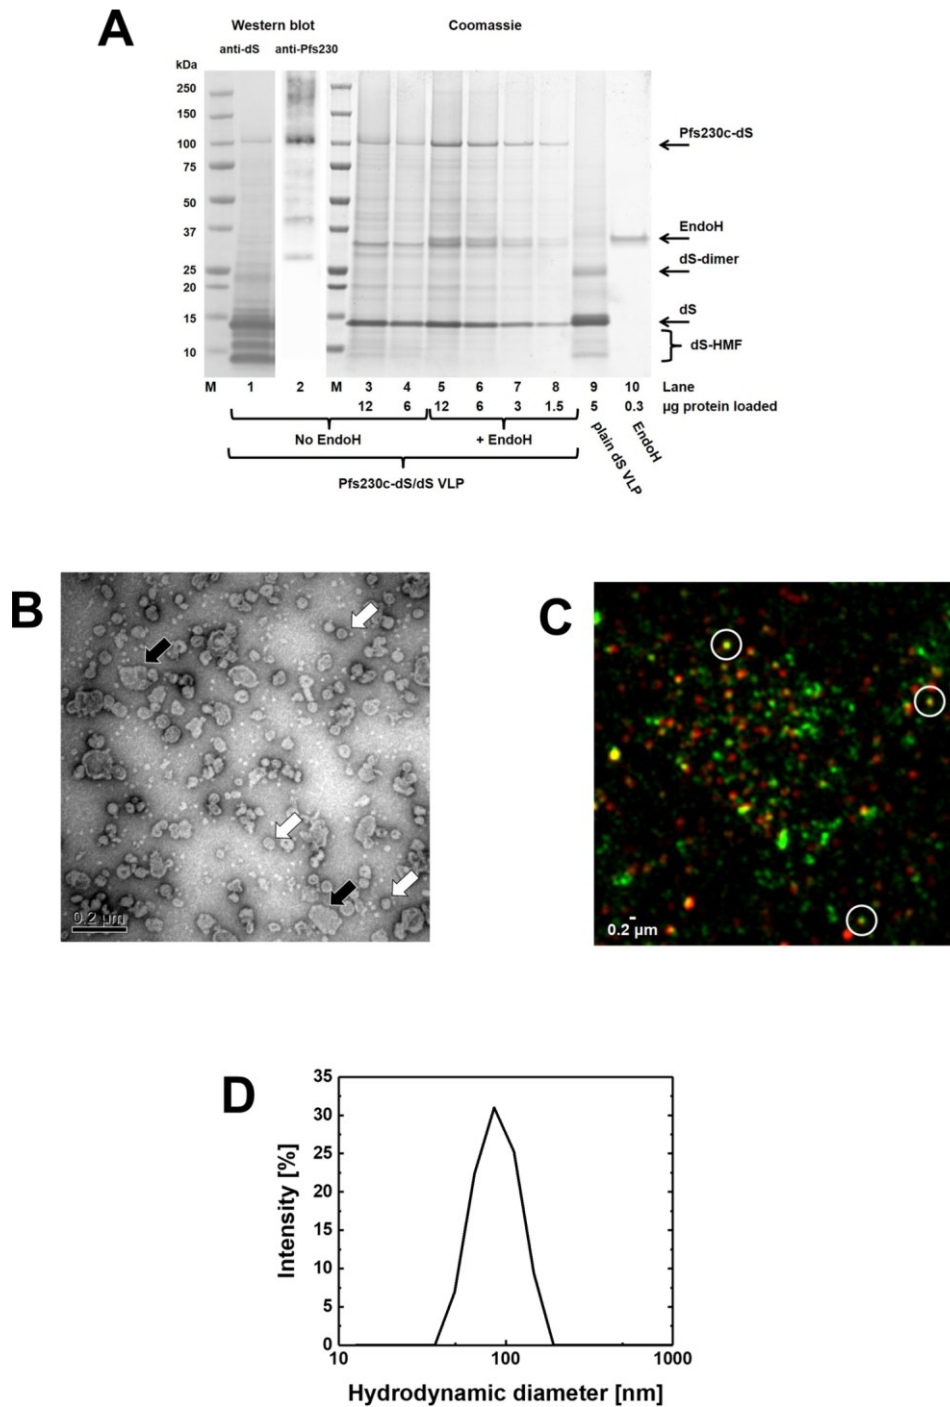 A
Western blot
Coomassie
anti-dS
anti-Pfs230
kDa
250
150
100
75
50
37
25
20
15
10
Pfs230c-dS
EndoH
dS-dimer
dS
dS-HMF
M 1 2 M 3 4 5 6 7 8 9 10 Lane
12 6 12 6 3 1.5 5 0.3 µg protein loaded
No EndoH
+ EndoH
plain dS VLP
EndoH
Pfs230c-dS/dS VLP
B
0.2 µm
C
0.2 µm
D
Intensity [%]
35
30
25
20
15
10
5
0
10 100 1000
Hydrodynamic diameter [nm]